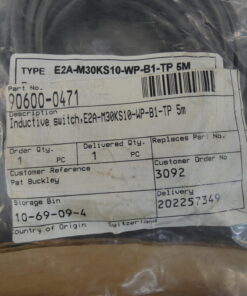 TYPE E2A-M30KS10-WP-B1-TP 5M
Part No.
90600-0471
Description
Inductive switch,E2A-M30KS10-WP-B1-TP 5m
Order Qty. Delivered Qty. Replaces Part No.
1 PC 1 PC
Customer Reference Customer
Pat Buckley 3092
Storage Bin Delivery
10-69-09-4 202257349
Country of Origin Switzerland